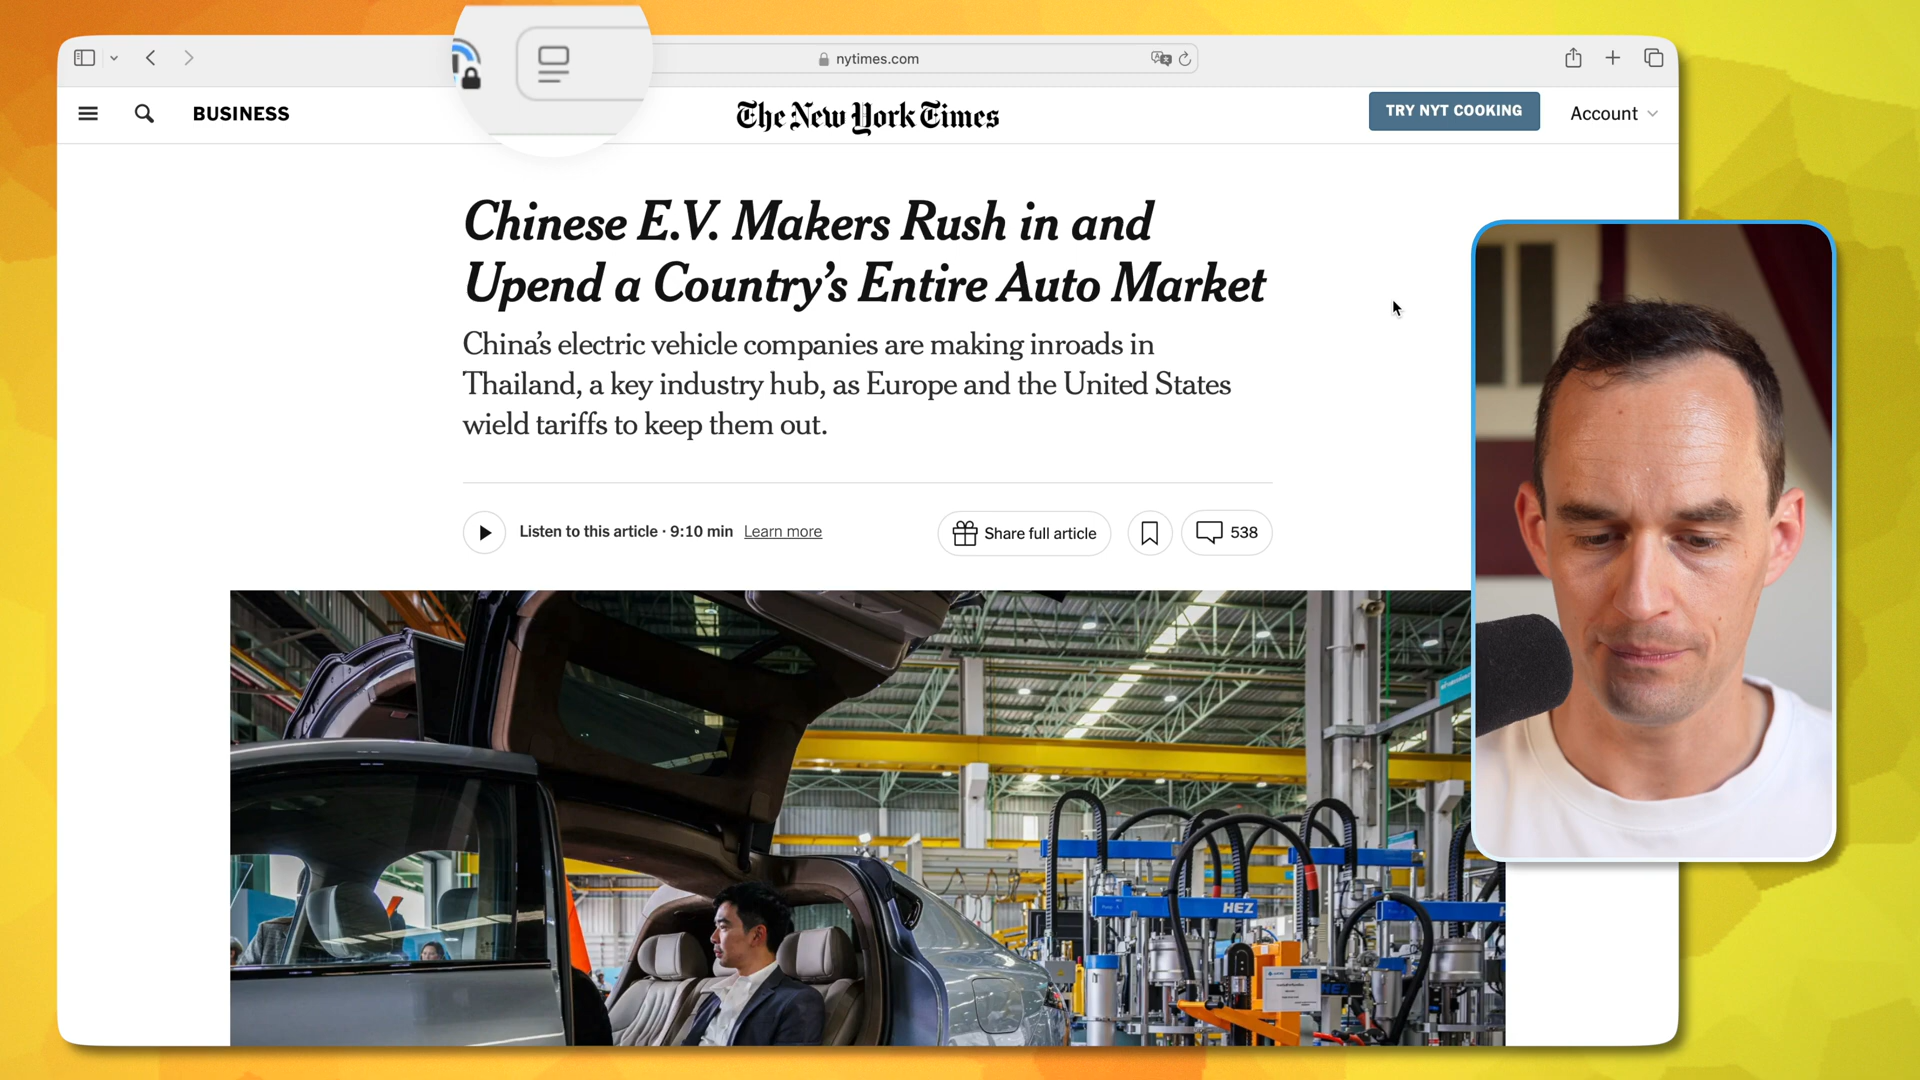 nytimes.com
BUSINESS
The New York Times
TRY NYT COOKING
Account
Chinese E.V. Makers Rush in and
Upend a Country’s Entire Auto Market
China’s electric vehicle companies are making inroads in
Thailand, a key industry hub, as Europe and the United States
wield tariffs to keep them out.
Listen to this article · 9:10 min Learn more
Share full article
538
HEZ
HEZ